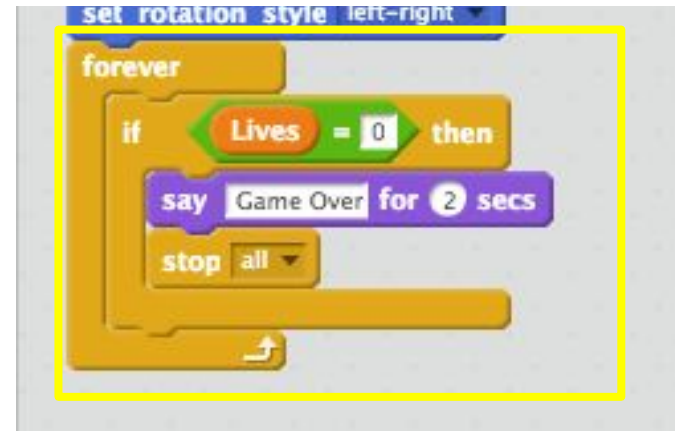 set rotation style left-right
forever
if Lives = 0 then
say Game Over for 2 secs
stop all